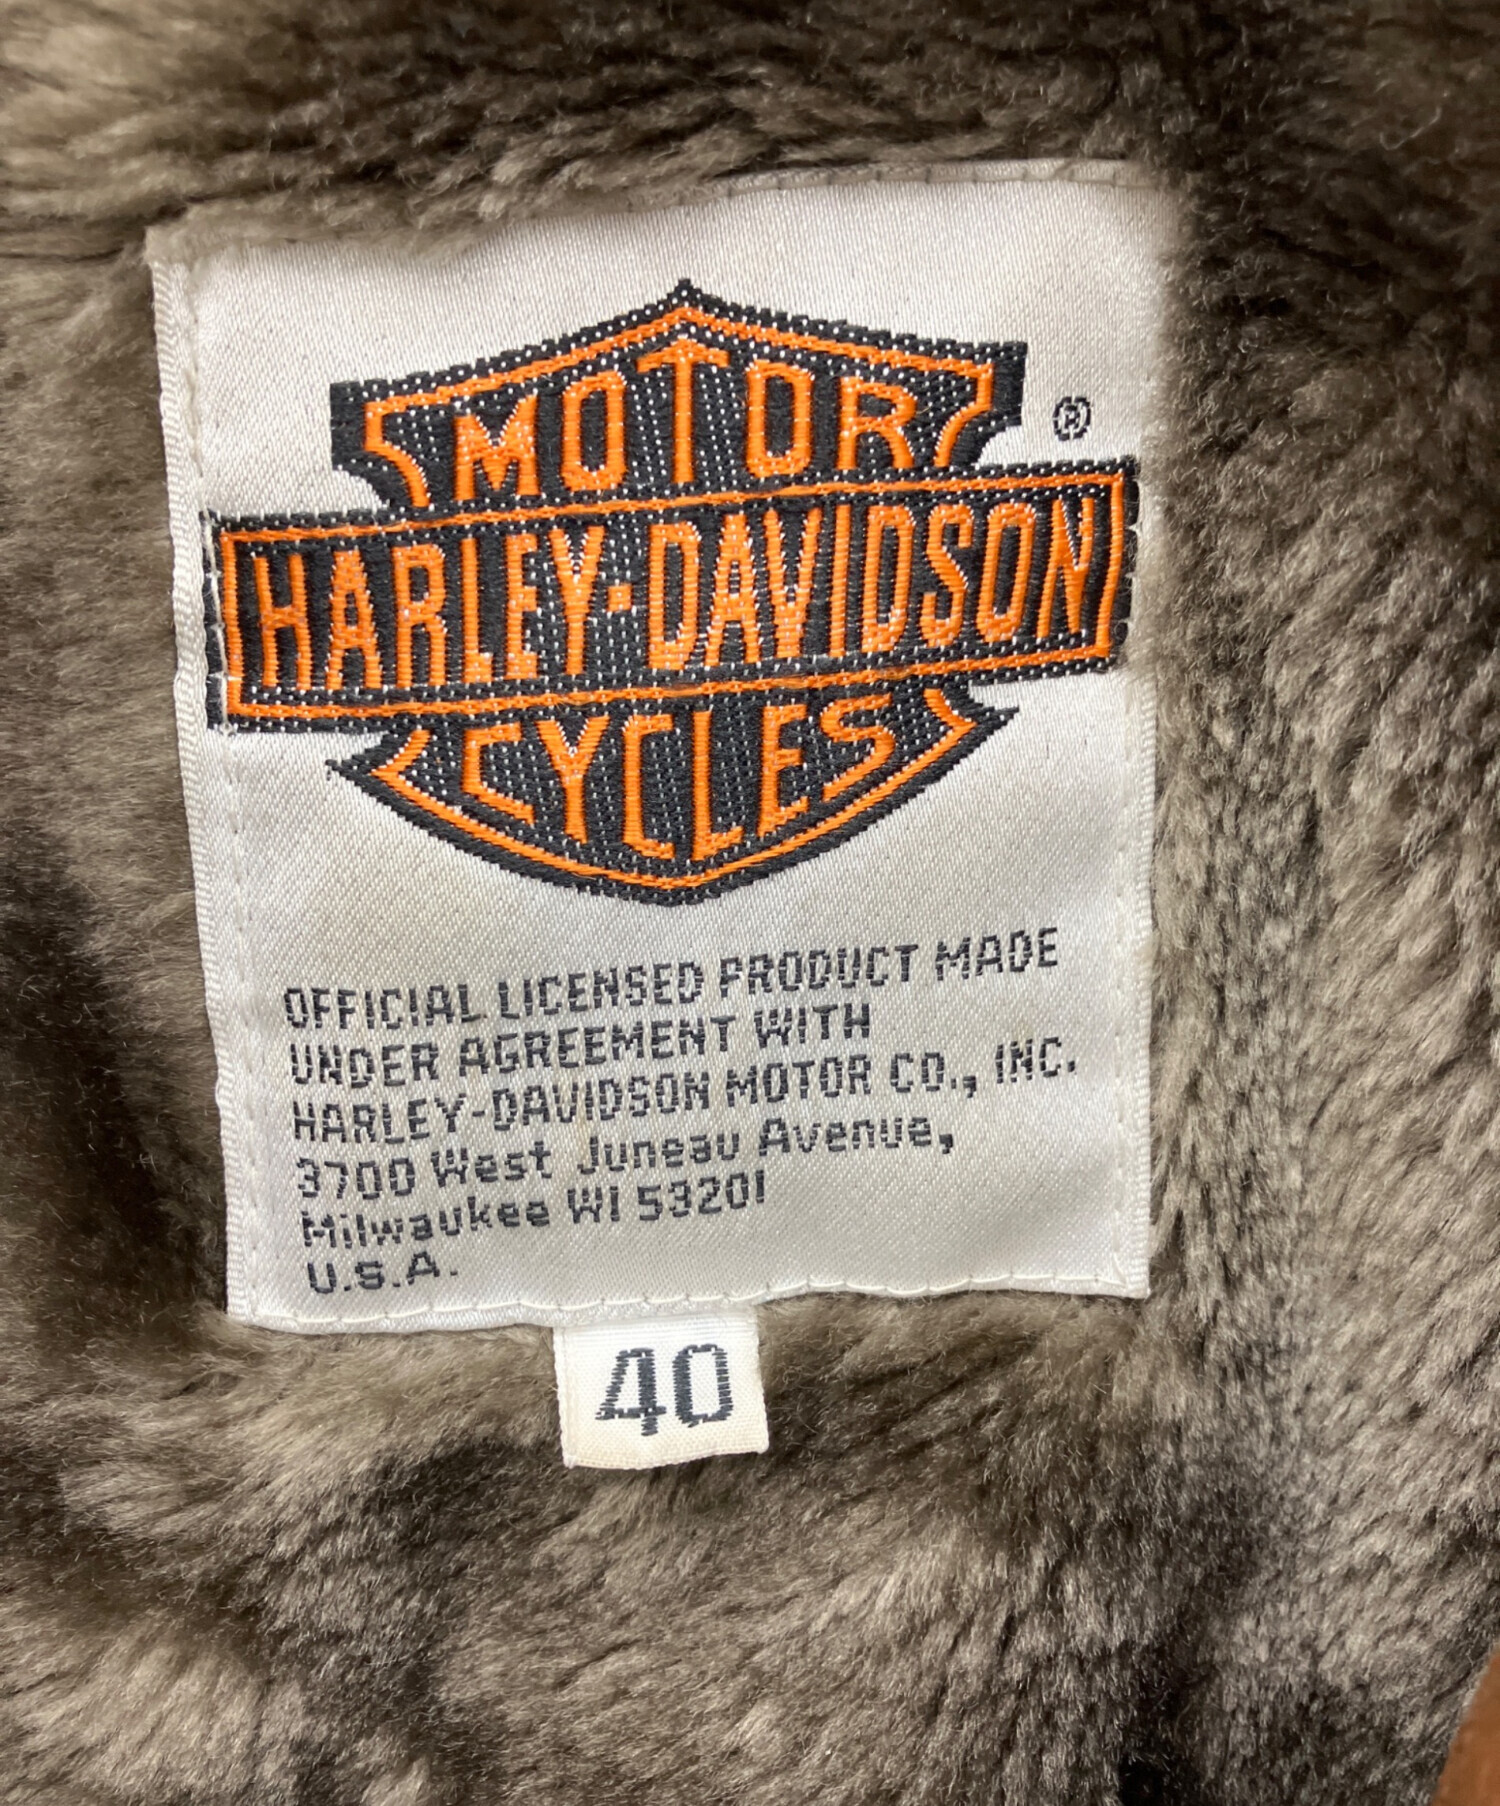 MOTOR
®
HARLEY-DAVIDSON
CYCLES
OFFICIAL LICENSED PRODUCT MADE
UNDER AGREEMENT WITH
HARLEY-DAVIDSON MOTOR CO., INC.
3700 West Juneau Avenue,
Milwaukee WI 53201
U.S.A.
40